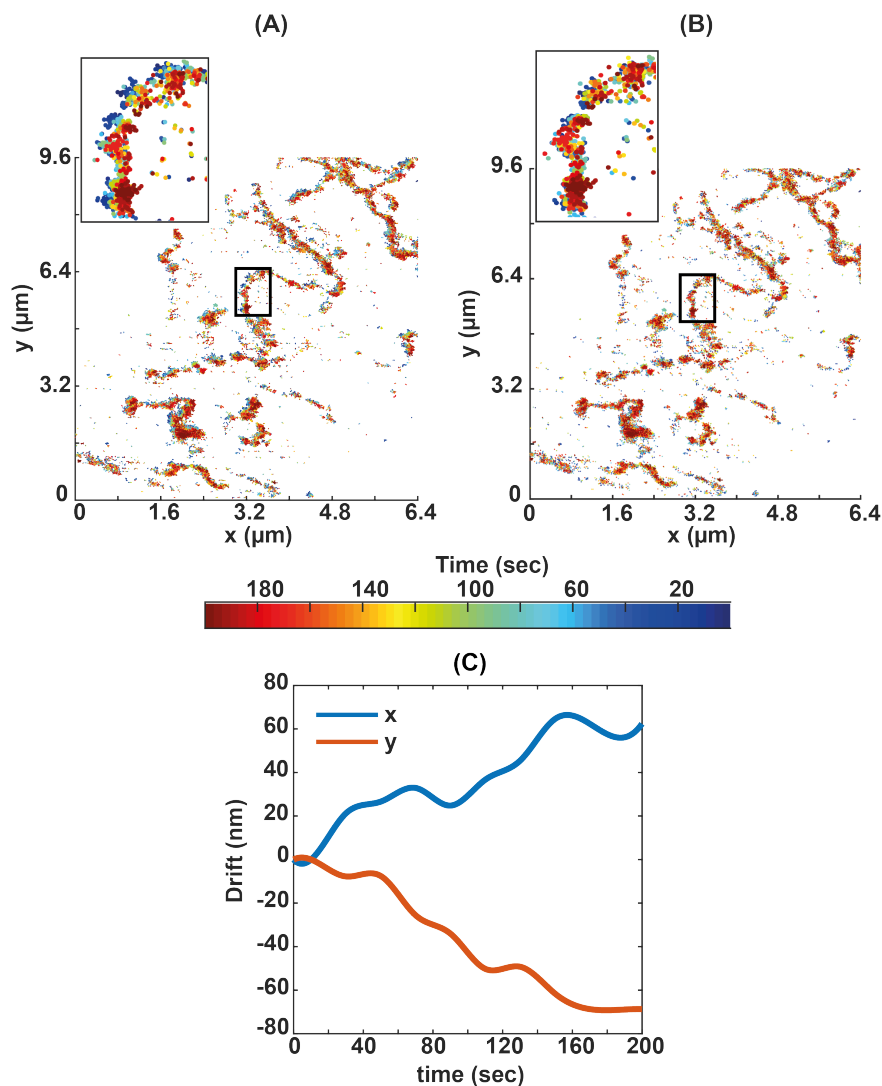 (A)
(B)
9.6
6.4
3.2
0
y (µm)
0
1.6
3.2
4.8
6.4
x (µm)
9.6
6.4
3.2
0
y (µm)
0
1.6
3.2
4.8
6.4
x (µm)
Time (sec)
180 140 100 60 20
(C)
80
60
40
20
0
-20
-40
-60
-80
Drift (nm)
x
y
0 40 80 120 160 200
time (sec)